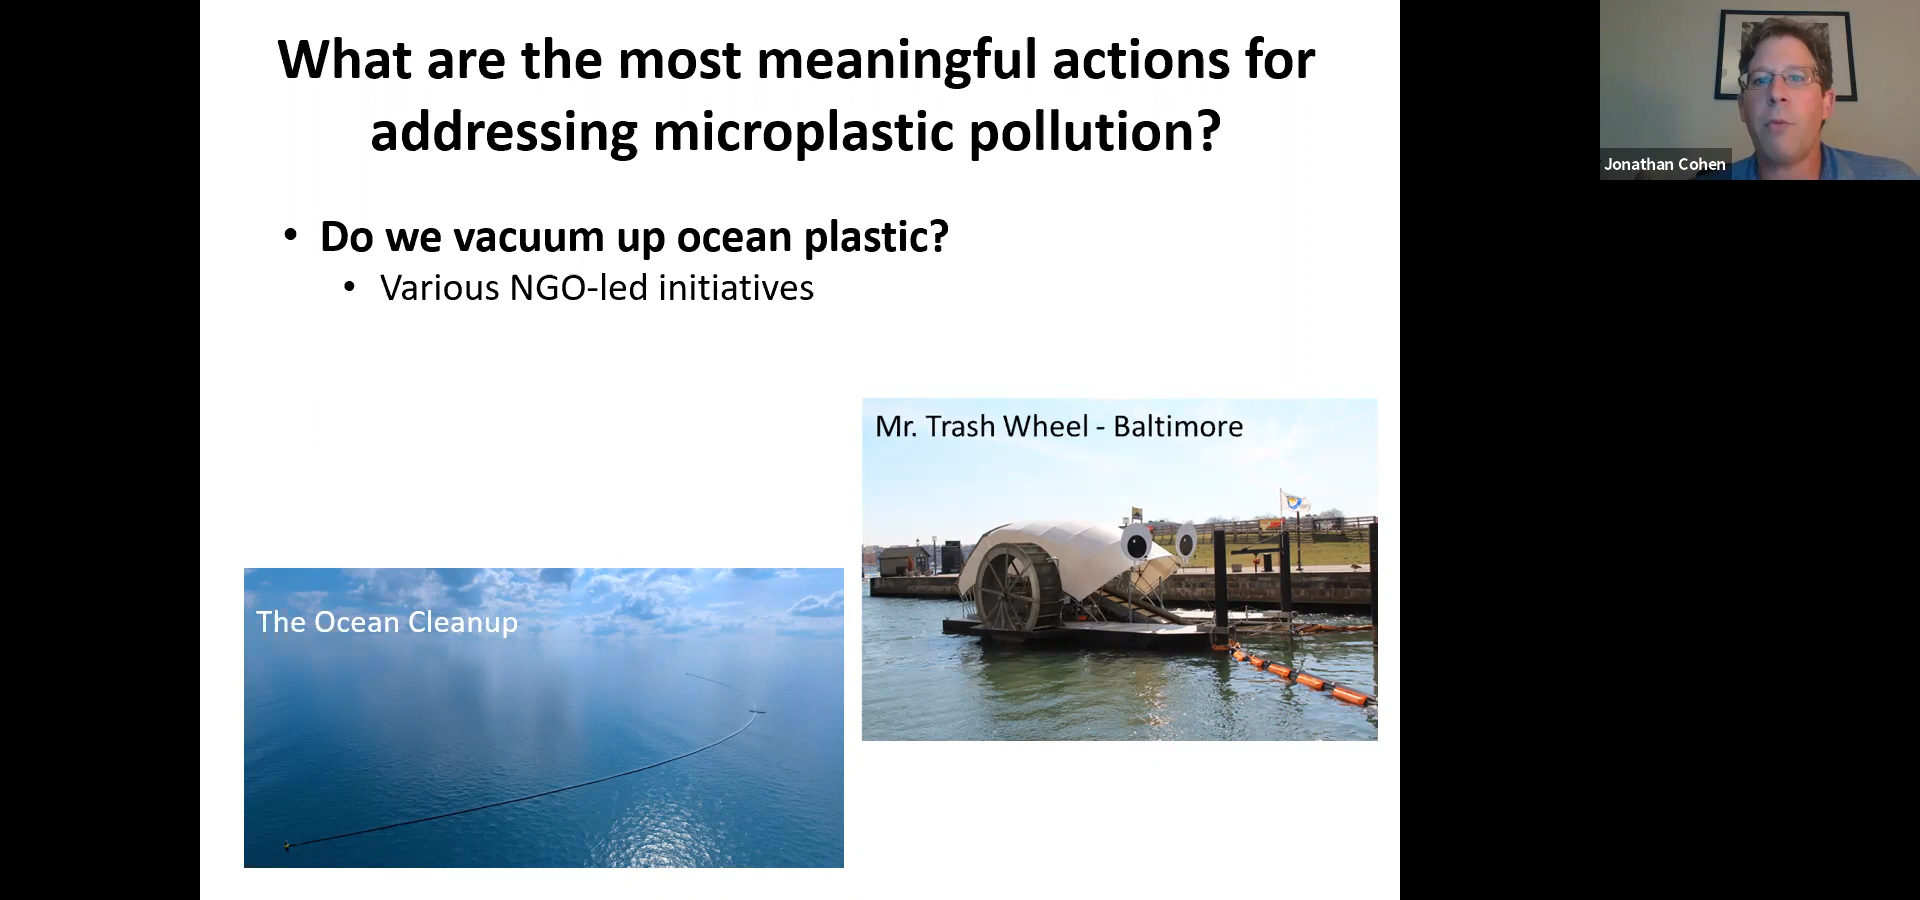 What are the most meaningful actions for
addressing microplastic pollution?
• Do we vacuum up ocean plastic?
• Various NGO-led initiatives
Mr. Trash Wheel - Baltimore
The Ocean Cleanup
Jonathan Cohen